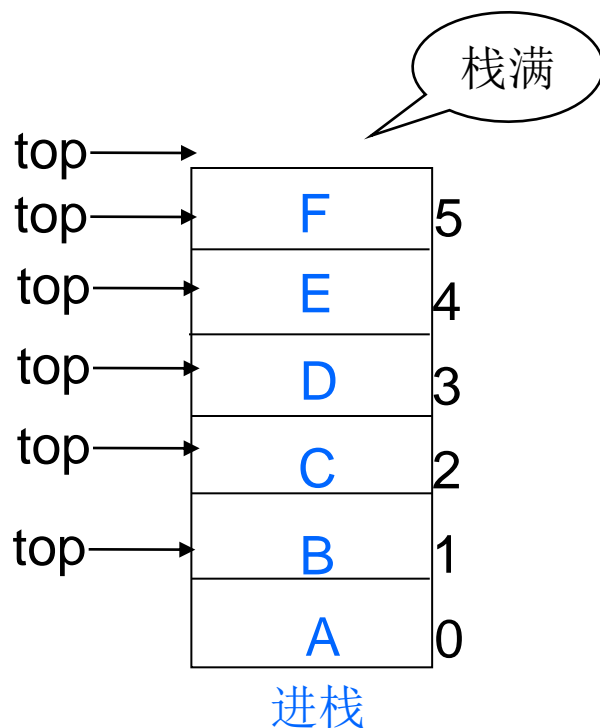 栈满
top
top F 5
top E 4
top D 3
top C 2
top B 1
A 0
进栈